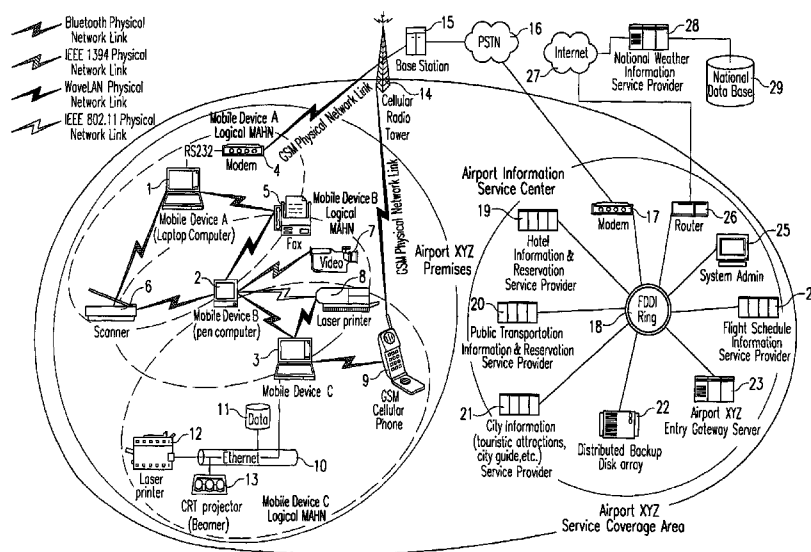 Bluetooth Physical
Network Link
IEEE 1394 Physical
Network Link
WaveLAN Physical
Network Link
IEEE 802.11 Physical
Network Link
15
Base Station
PSTN
16
Internet
27
28
National Weather
Information
Service Provider
National
Data Base
29
14
Cellular
Radio
Tower
GSM Physical Network Link
GSM Physical Network Link
Mobile Device A
Logical MAHN
RS232
Modem
4
1
Mobile Device A
(Laptop Computer)
5
Fax
Mobile Device B
Logical
MAHN
7
Video
6
Scanner
2
Mobile Device B
(pen computer)
8
Laser printer
Airport XYZ
Premises
3
Mobile Device C
9
GSM
Cellular
Phone
11
Data
12
Laser
printer
Ethernet
10
13
CRT projector
(Beamer)
Mobile Device C
Logical MAHN
Airport Information
Service Center
19
Hotel
Information &
Reservation
Service Provider
17
Modem
26
Router
25
System Admin
20
Public Transportation
Information & Reservation
Service Provider
18
FDDI
Ring
2
Flight Schedule
Information
Service Provider
21
City Information
(touristic attractions,
city guide,etc.)
Service Provider
22
Distributed Backup
Disk array
23
Airport XYZ
Entry Gateway Server
Airport XYZ
Service Coverage Area